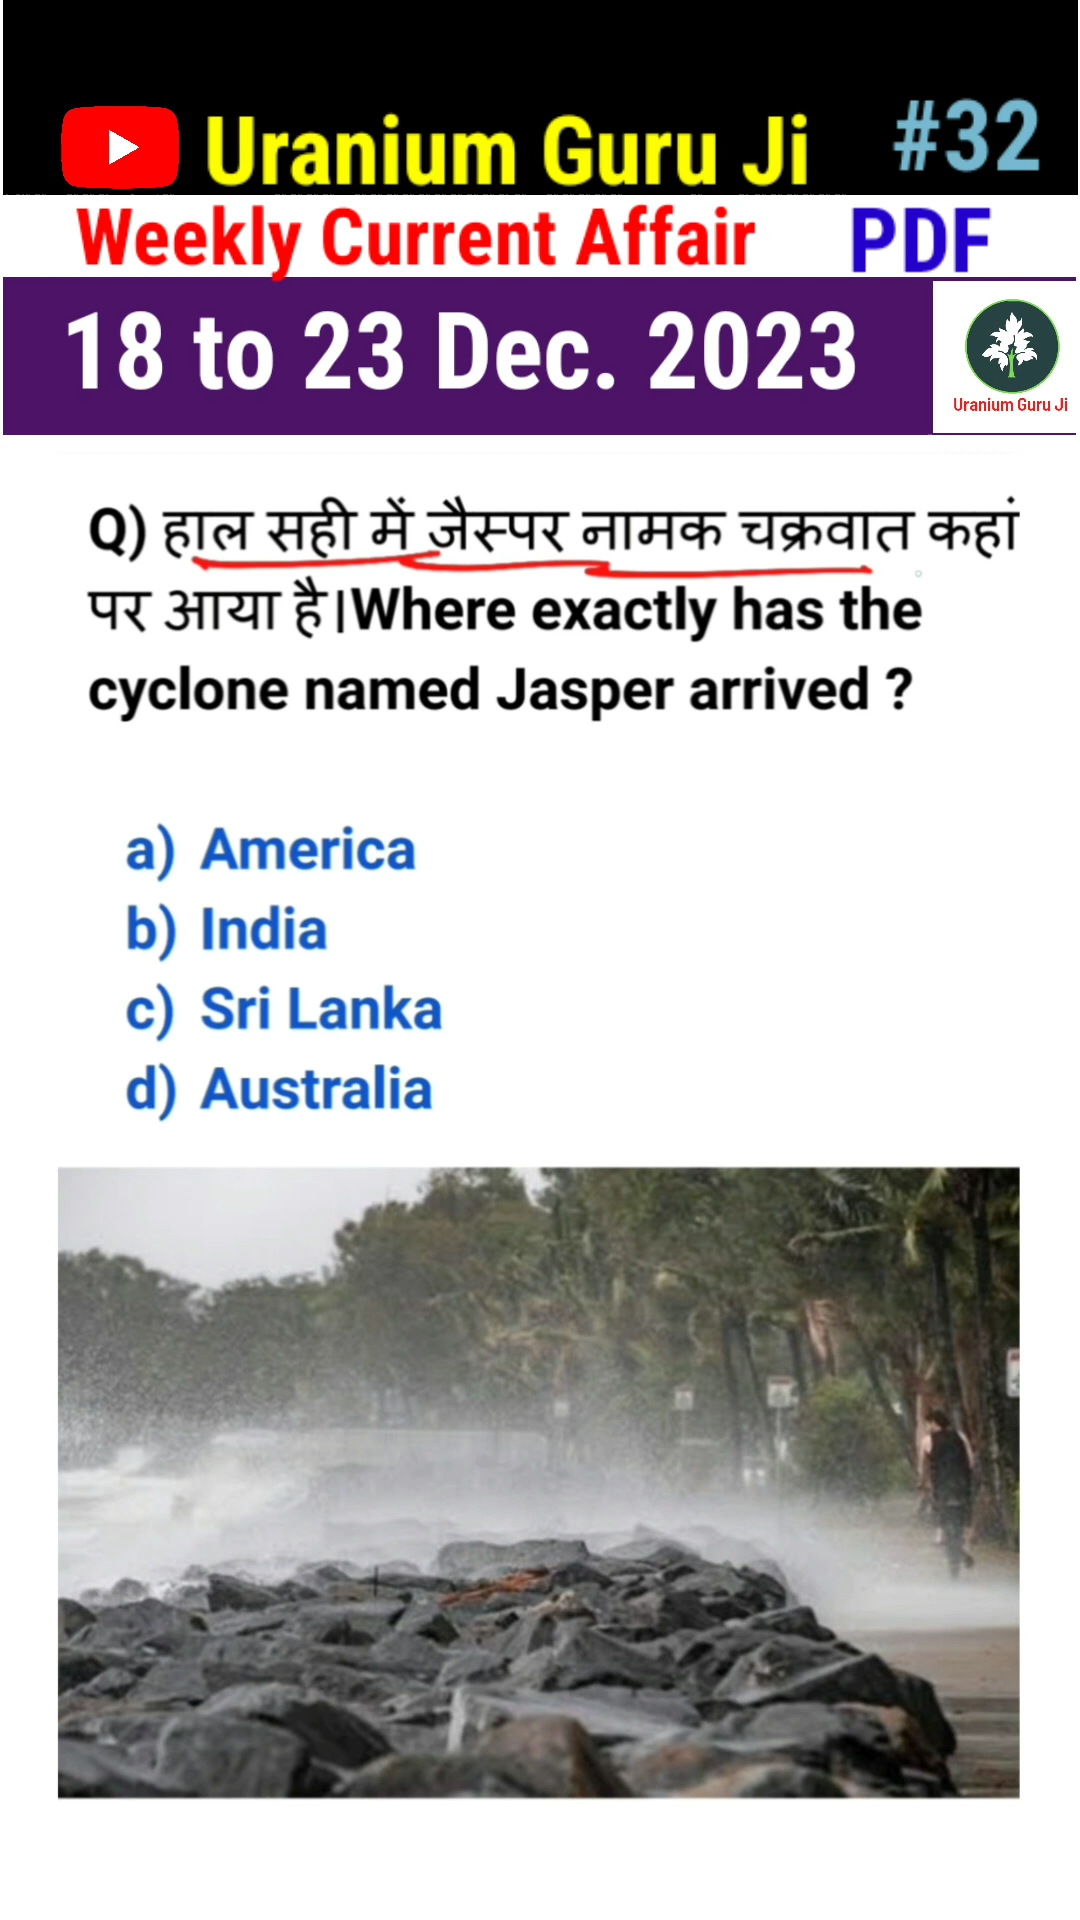 Uranium Guru Ji #32
Weekly Current Affair PDF
18 to 23 Dec. 2023
Uranium Guru Ji
Q) हाल सही में जैस्पर नामक चक्रवात कहां
पर आया है।Where exactly has the
cyclone named Jasper arrived ?
a) America
b) India
c) Sri Lanka
d) Australia